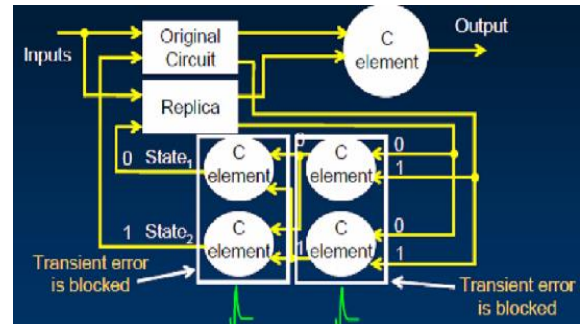 Inputs
Original
Circuit
Replica
C
element
Output
0 State1
1 State2
C
element
C
element
C
element
C
element
0
1
0
1
0
1
Transient error
is blocked
Transient error
is blocked